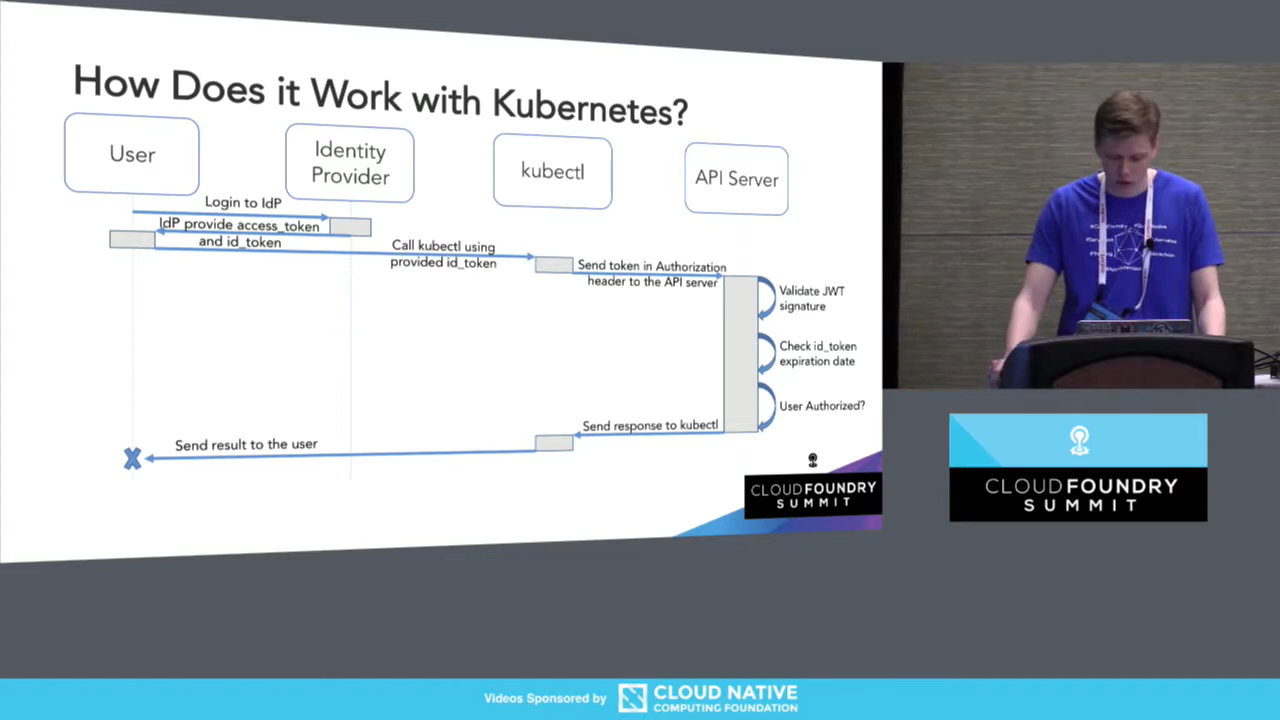 How Does it Work with Kubernetes?
User
Identity
Provider
kubectl
API Server
Login to IdP
IdP provide access_token
and id_token
Call kubectl using
provided id_token
Send token in Authorization
header to the API server
Validate JWT
signature
Check id_token
expiration date
User Authorized?
Send response to kubectl
Send result to the user
CLOUDFOUNDRY
SUMMIT
CLOUDFOUNDRY
SUMMIT
Videos Sponsored by
CLOUD NATIVE
COMPUTING FOUNDATION